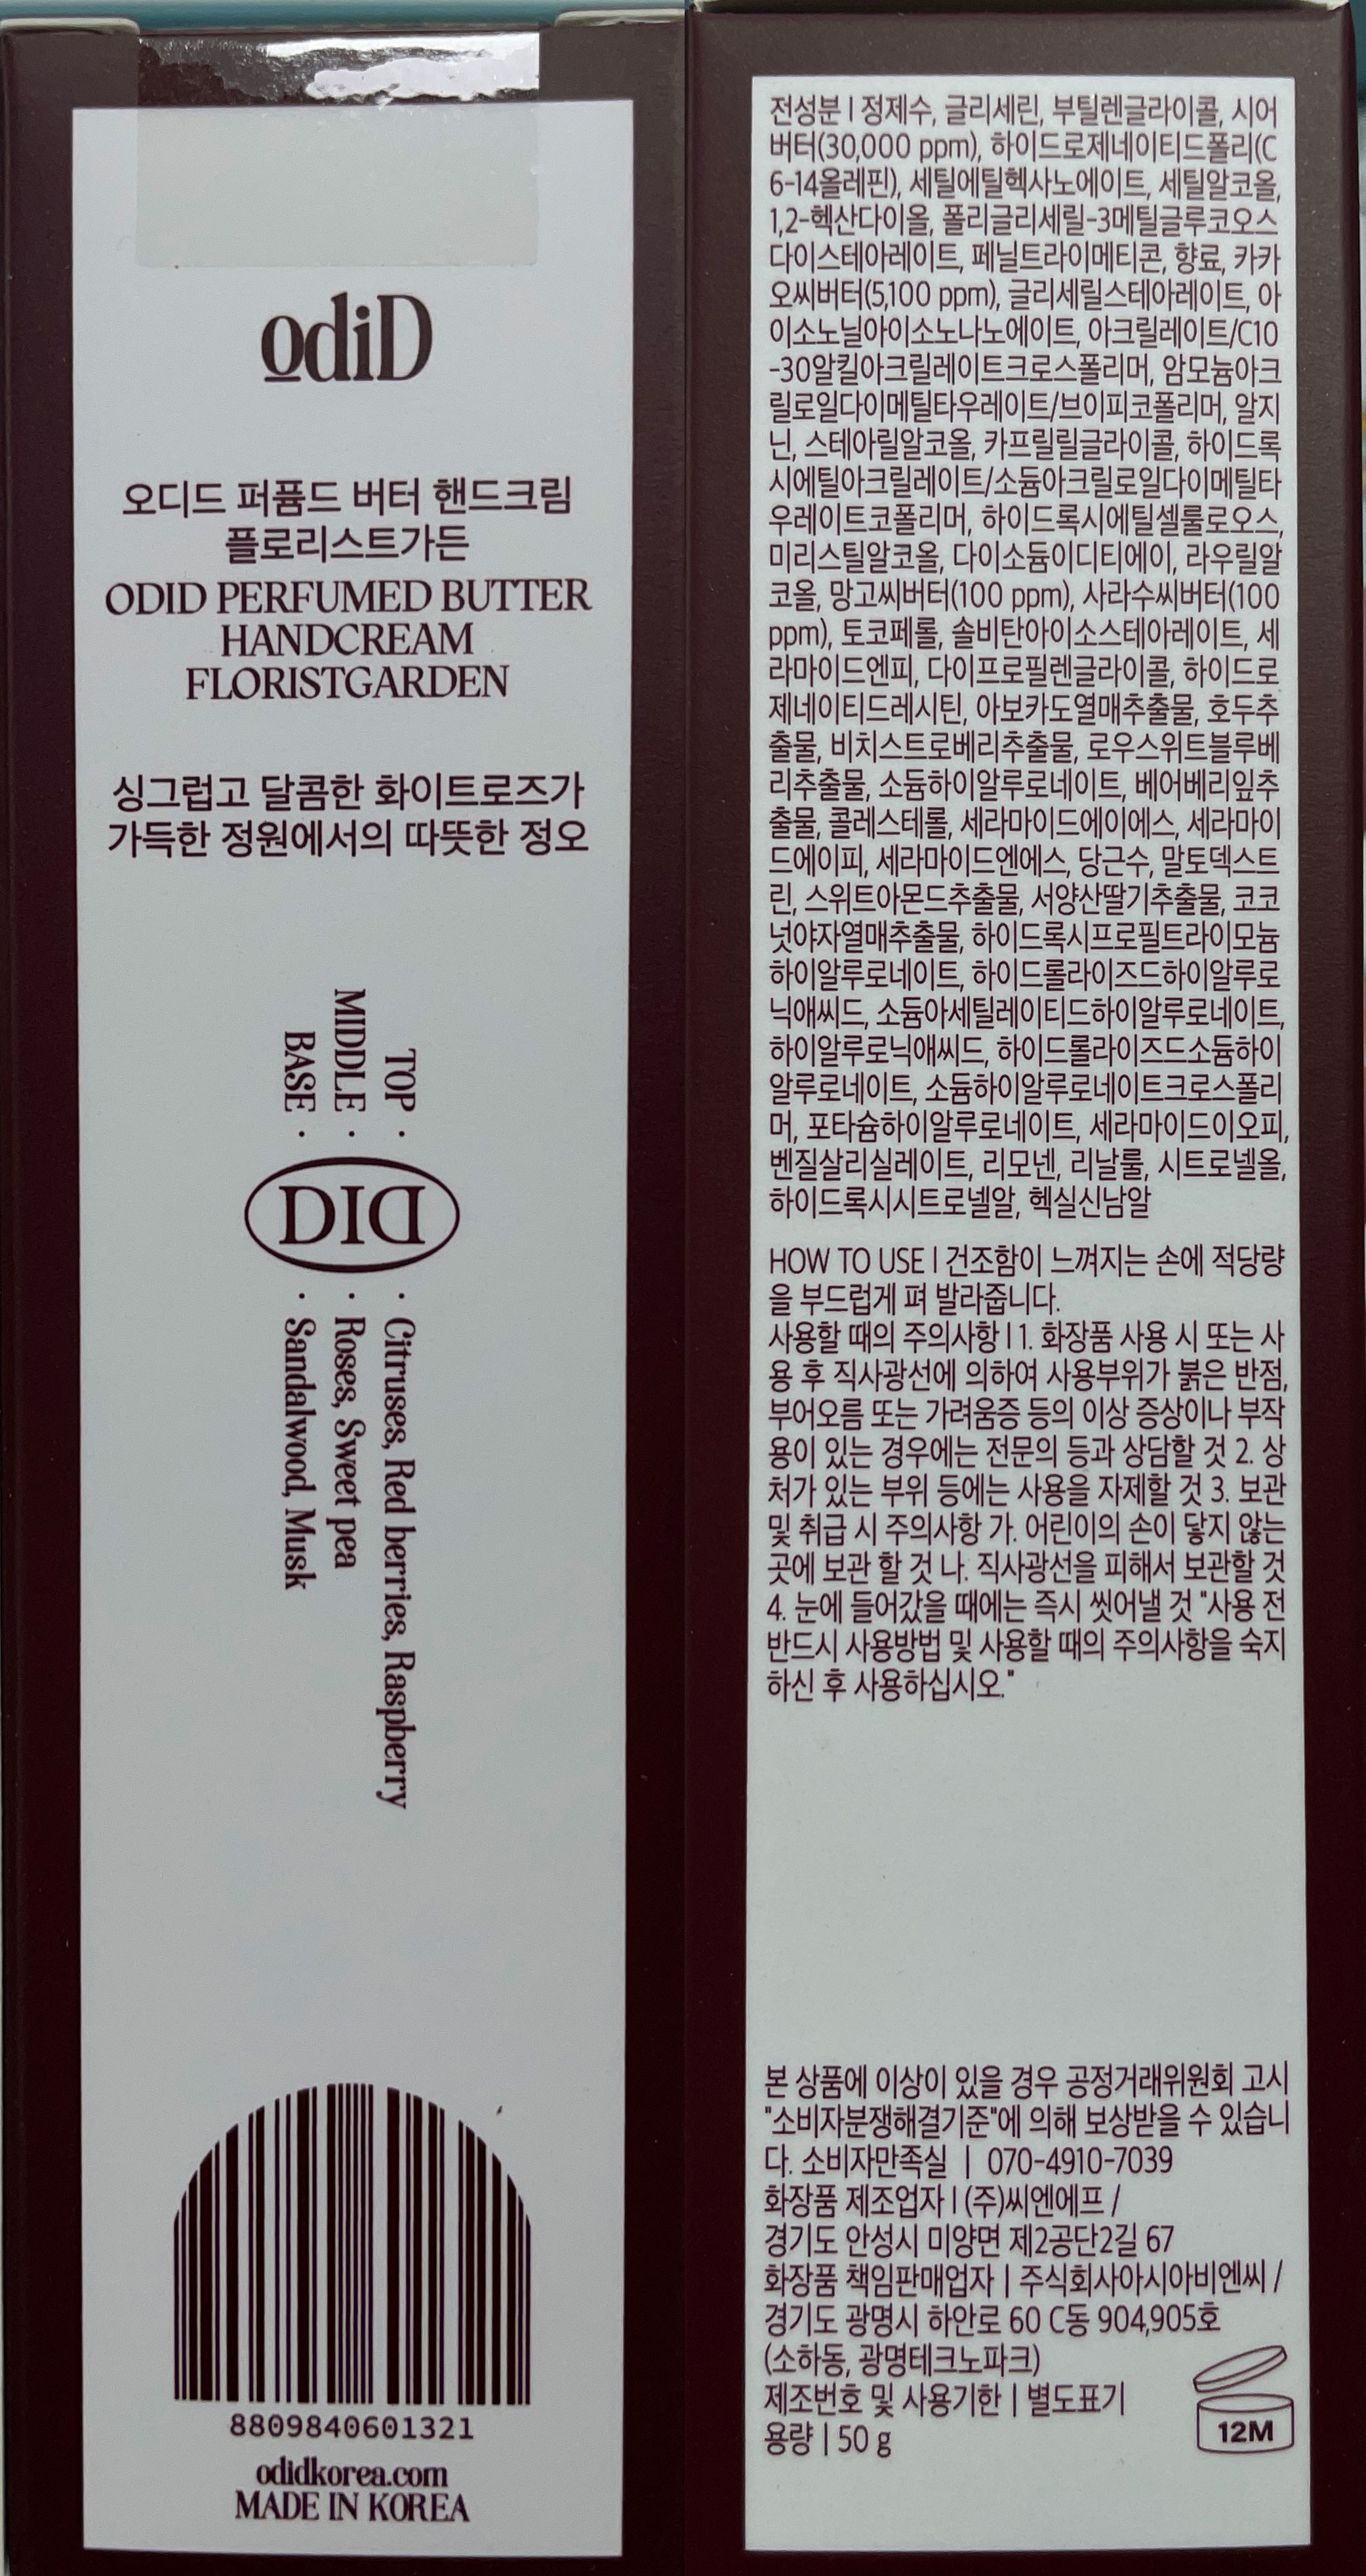 odiD
오디드 퍼퓸드 버터 핸드크림
플로리스트가든
ODID PERFUMED BUTTER
HANDCREAM
FLORISTGARDEN
싱그럽고 달콤한 화이트로즈가
가득한 정원에서의 따뜻한 정오
TOP · · Citruses, Red berries, Raspberry
MIDDLE · · Roses, Sweet pea
BASE · · Sandalwood, Musk
DID
8809840601321
odidkorea.com
MADE IN KOREA
전성분 | 정제수, 글리세린, 부틸렌글라이콜, 시어
버터(30,000 ppm), 하이드로제네이티드폴리(C
6-14올레핀), 세틸에틸헥사노에이트, 세틸알코올,
1,2-헥산다이올, 폴리글리세릴-3메틸글루코오스
다이스테아레이트, 페닐트라이메티콘, 향료, 카카
오씨버터(5,100 ppm), 글리세릴스테아레이트, 아
이소노닐아이소노나노에이트, 아크릴레이트/C10
-30알킬아크릴레이트크로스폴리머, 암모늄아크
릴로일다이메틸타우레이트/브이피코폴리머, 알지
닌, 스테아릴알코올, 카프릴릴글라이콜, 하이드록
시에틸아크릴레이트/소듐아크릴로일다이메틸타
우레이트코폴리머, 하이드록시에틸셀룰로오스,
미리스틸알코올, 다이소듐이디티에이, 라우릴알
코올, 망고씨버터(100 ppm), 사라수씨버터(100
ppm), 토코페롤, 솔비탄아이소스테아레이트, 세
라마이드엔피, 다이프로필렌글라이콜, 하이드로
제네이티드레시틴, 아보카도열매추출물, 호두추
출물, 비치스트로베리추출물, 로우스위트블루베
리추출물, 소듐하이알루로네이트, 베어베리잎추
출물, 콜레스테롤, 세라마이드에이에스, 세라마이
드에이피, 세라마이드엔에스, 당근수, 말토덱스트
린, 스위트아몬드추출물, 서양산딸기추출물, 코코
넛야자열매추출물, 하이드록시프로필트라이모늄
하이알루로네이트, 하이드롤라이즈드하이알루로
닉애씨드, 소듐아세틸레이티드하이알루로네이트,
하이알루로닉애씨드, 하이드롤라이즈드소듐하이
알루로네이트, 소듐하이알루로네이트크로스폴리
머, 포타슘하이알루로네이트, 세라마이드이오피,
벤질살리실레이트, 리모넨, 리날룰, 시트로넬올,
하이드록시시트로넬알, 헥실신남알
HOW TO USE | 건조함이 느껴지는 손에 적당량
을 부드럽게 펴 발라줍니다.
사용할 때의 주의사항 | 1. 화장품 사용 시 또는 사
용 후 직사광선에 의하여 사용부위가 붉은 반점,
부어오름 또는 가려움증 등의 이상 증상이나 부작
용이 있는 경우에는 전문의 등과 상담할 것 2. 상
처가 있는 부위 등에는 사용을 자제할 것 3. 보관
및 취급 시 주의사항 가. 어린이의 손이 닿지 않는
곳에 보관 할 것 나. 직사광선을 피해서 보관할 것
4. 눈에 들어갔을 때에는 즉시 씻어낼 것 "사용 전
반드시 사용방법 및 사용할 때의 주의사항을 숙지
하신 후 사용하십시오."
본 상품에 이상이 있을 경우 공정거래위원회 고시
"소비자분쟁해결기준"에 의해 보상받을 수 있습니
다. 소비자만족실 | 070-4910-7039
화장품 제조업자 | (주)씨엔에프 /
경기도 안성시 미양면 제2공단2길 67
화장품 책임판매업자 | 주식회사아시아비엔씨 /
경기도 광명시 하안로 60 C동 904,905호
(소하동, 광명테크노파크)
제조번호 및 사용기한 | 별도표기
용량 | 50 g
12M